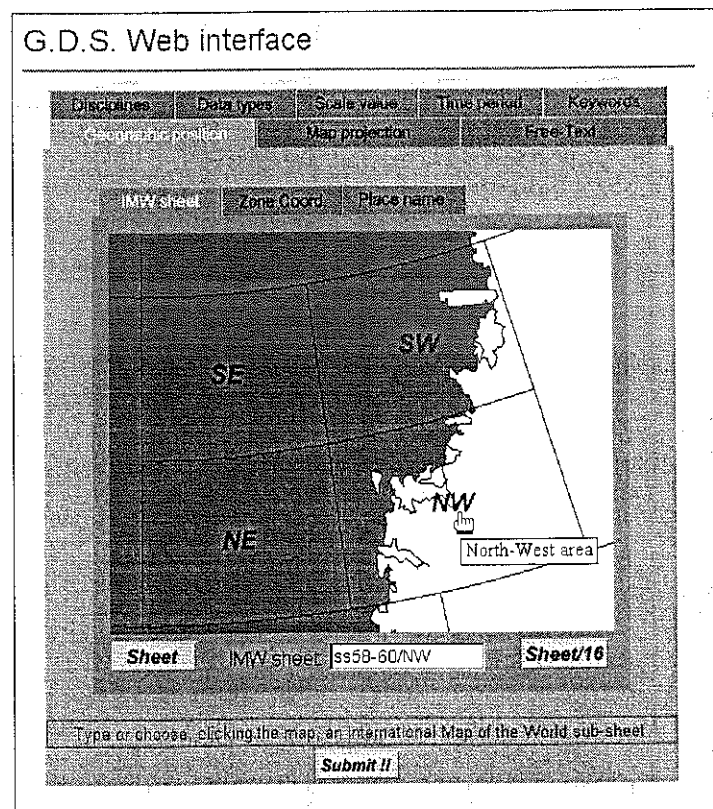 G.D.S. Web interface
Disciplines Data types Scale value Time period Keywords
Geographic position Map projection Free Text
IMW sheet Zone Coord. Place name
SW
SE
NW
NE
North-West area
Sheet IMW sheet: ss58-60/NW Sheet/16
Type or choose, clicking the map, an International Map of the World sub-sheet
Submit !!